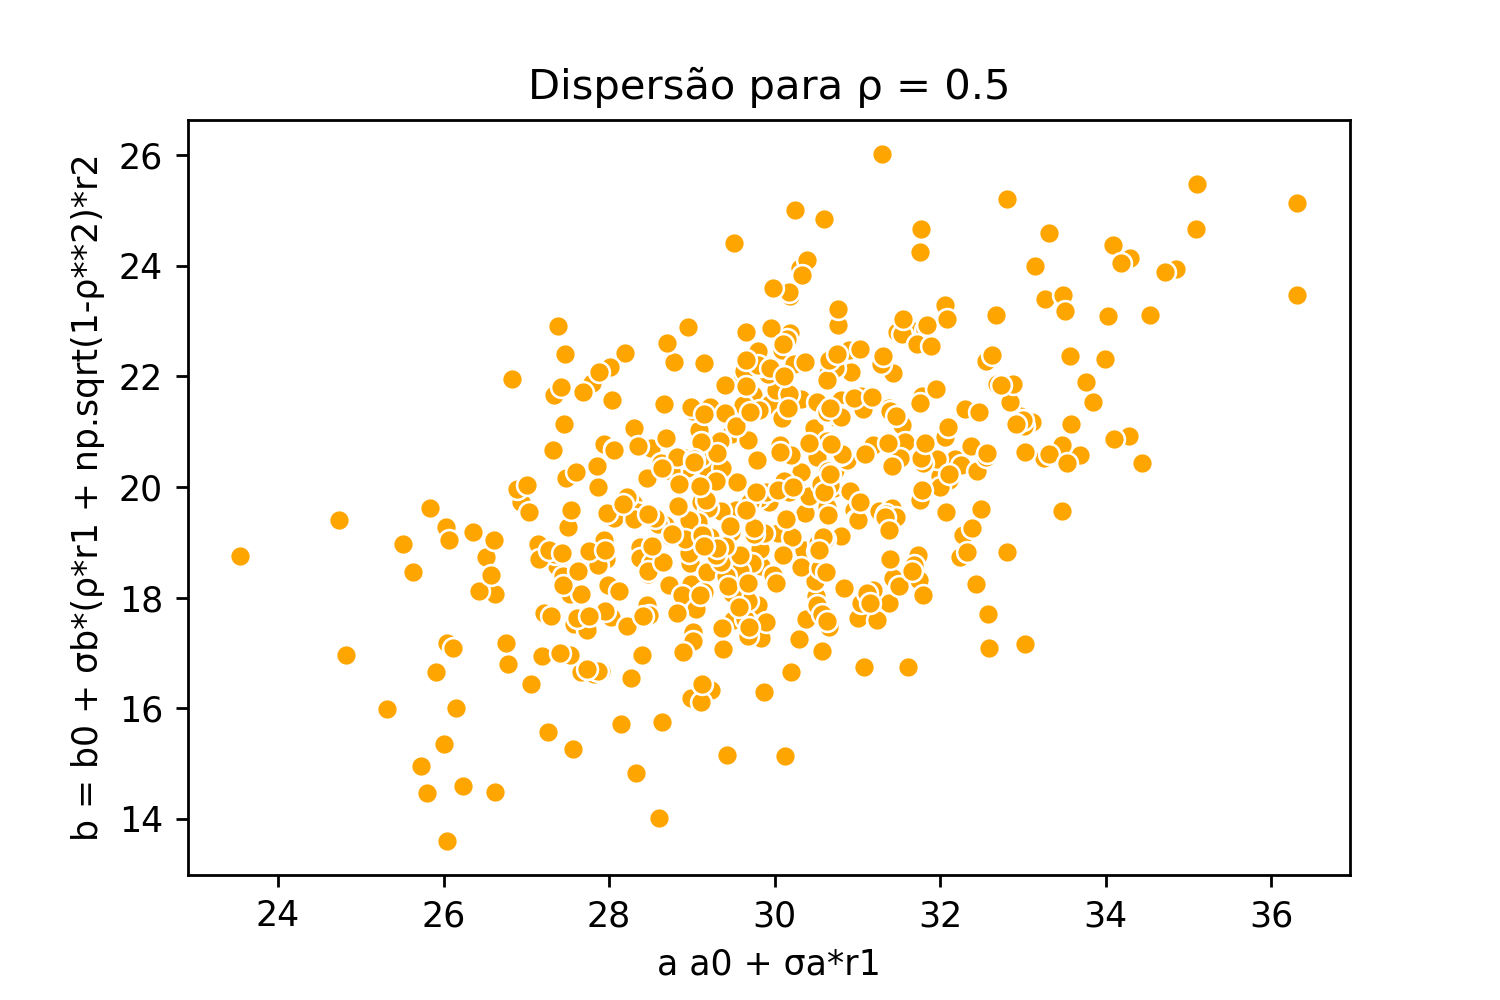 Dispersão para ρ = 0.5
b = b0 + σb*(ρ*r1 + np.sqrt(1-ρ**2)*r2
26
24
22
20
18
16
14
24 26 28 30 32 34 36
a a0 + σa*r1